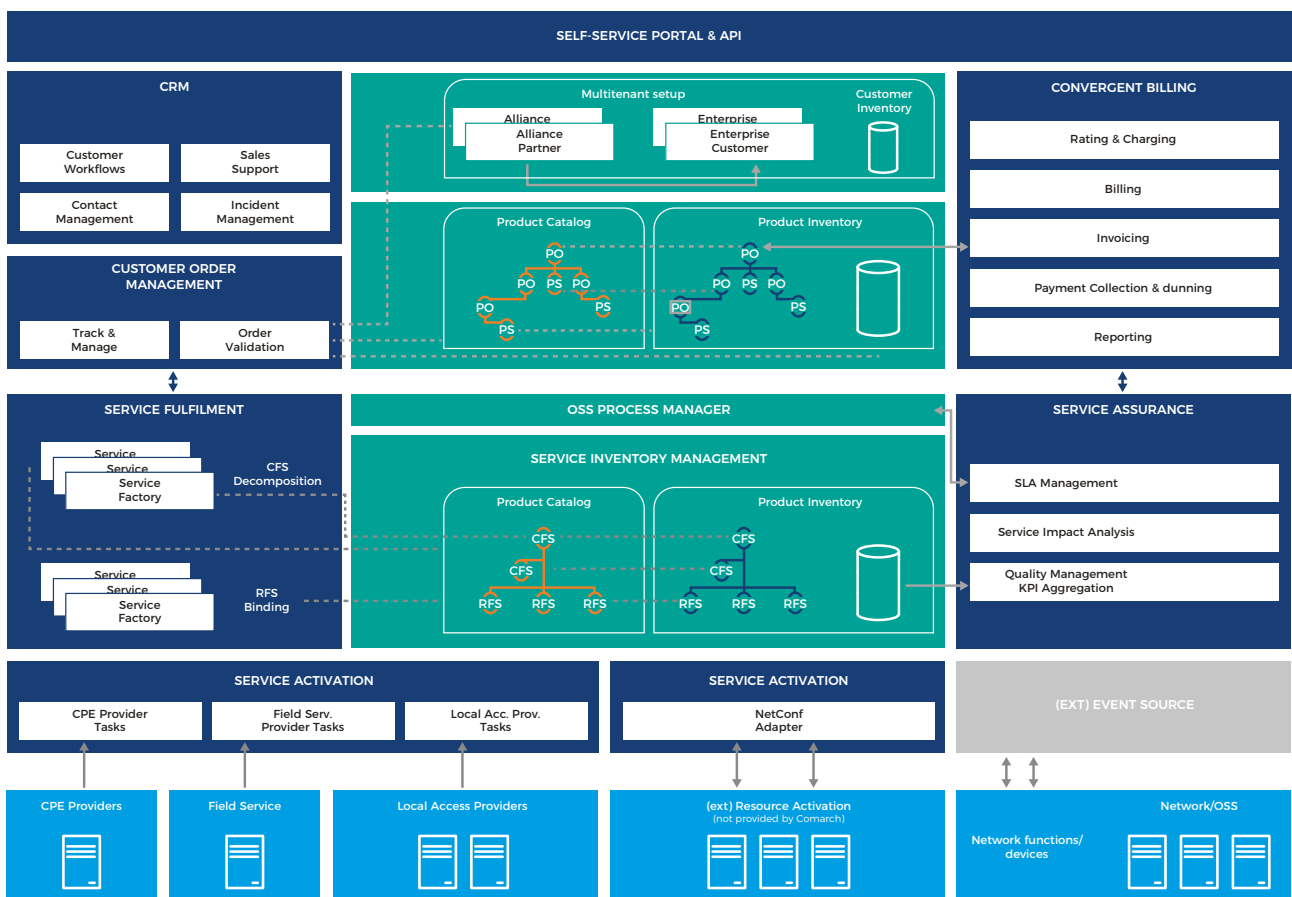 SELF-SERVICE PORTAL & API
CRM
Customer
Workflows
Sales
Support
Contact
Management
Incident
Management
Multitenant setup
Customer
Inventory
Alliance
Alliance
Partner
Enterprise
Enterprise
Customer
CONVERGENT BILLING
Rating & Charging
Billing
Invoicing
Payment Collection & dunning
Reporting
CUSTOMER ORDER
MANAGEMENT
Track &
Manage
Order
Validation
Product Catalog
PO
PO PS PO
PO
PS
PS
Product Inventory
PO
PO PS PO
PO
PS
PS
SERVICE FULFILMENT
Service
Service
Service
Factory
CFS
Decomposition
Service
Service
Service
Factory
RFS
Binding
OSS PROCESS MANAGER
SERVICE INVENTORY MANAGEMENT
Product Catalog
CFS
CFS
RFS RFS RFS
Product Inventory
CFS
CFS
RFS RFS RFS
SERVICE ASSURANCE
SLA Management
Service Impact Analysis
Quality Management
KPI Aggregation
SERVICE ACTIVATION
CPE Provider
Tasks
Field Serv.
Provider Tasks
Local Acc. Prov.
Tasks
SERVICE ACTIVATION
NetConf
Adapter
(EXT) EVENT SOURCE
CPE Providers
Field Service
Local Access Providers
(ext) Resource Activation
(not provided by Comarch)
Network/OSS
Network functions/
devices